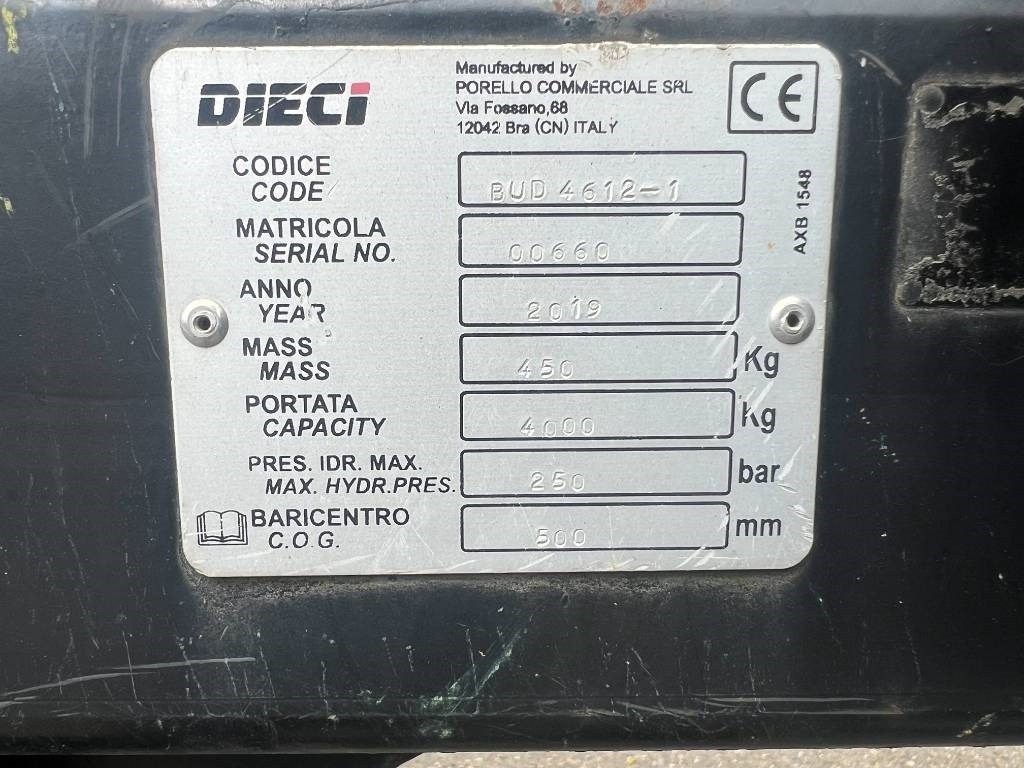 DIECI
Manufactured by
PORELLO COMMERCIALE SRL
Via Fossano,68
12042 Bra (CN) ITALY
CE
CODICE
CODE
BUD 4612-1
MATRICOLA
SERIAL NO.
00660
ANNO
YEAR
2019
MASS
MASS
450 Kg
PORTATA
CAPACITY
4000 Kg
PRES. IDR. MAX.
MAX. HYDR.PRES.
250 bar
BARICENTRO
C.O.G.
500 mm
AXB 1548